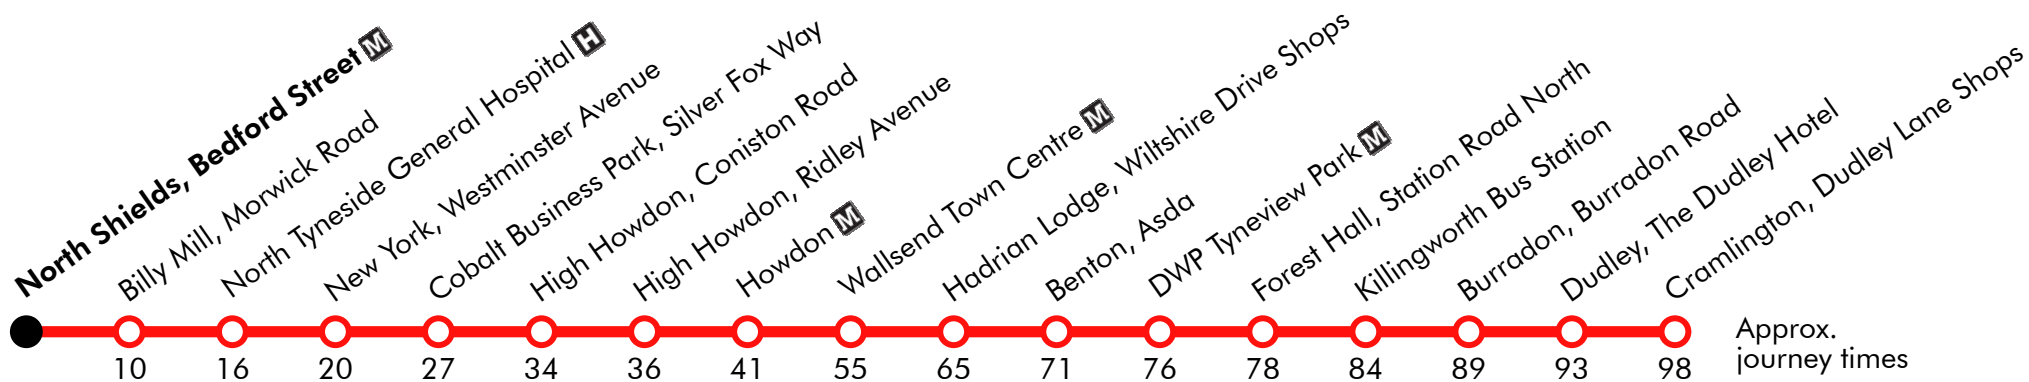 North Shields, Bedford Street M
Billy Mill, Morwick Road
North Tyneside General Hospital H
New York, Westminster Avenue
Cobalt Business Park, Silver Fox Way
High Howdon, Coniston Road
High Howdon, Ridley Avenue
Howdon M
Wallsend Town Centre M
Hadrian Lodge, Wiltshire Drive Shops
Benton, Asda
DWP Tyneview Park M
Forest Hall, Station Road North
Killingworth Bus Station
Burradon, Burradon Road
Dudley, The Dudley Hotel
Cramlington, Dudley Lane Shops
10 16 20 27 34 36 41 55 65 71 76 78 84 89 93 98
Approx.
journey times